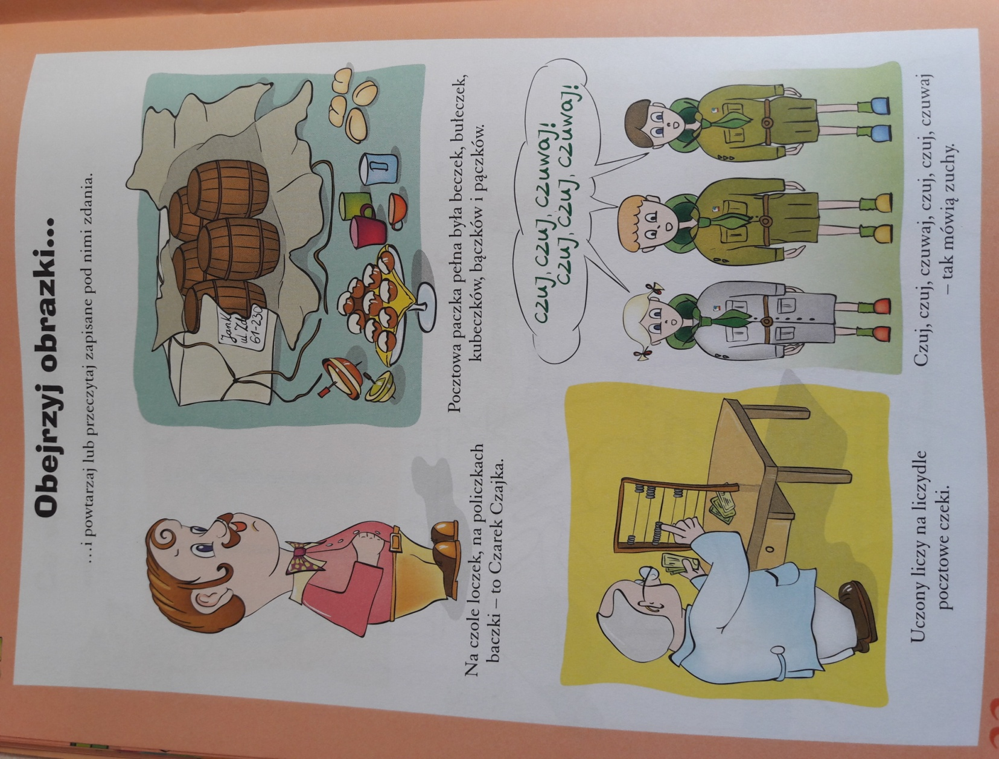 Obejrzyj obrazki...
...i powtarzaj lub przeczytaj zapisane pod nimi zdania.
Jank
ul. Zd
61-230
Na czole loczek, na policzkach
baczki – to Czarek Czajka.
Pocztowa paczka pełna była beczek, bułeczek,
kubeczków, bączków i pączków.
czuj, czuj, czuwaj!
czuj, czuj, czuj, czuwaj!
Uczony liczy na liczydle
pocztowe czeki.
Czuj, czuj, czuwaj, czuj, czuj, czuwaj
– tak mówią zuchy.